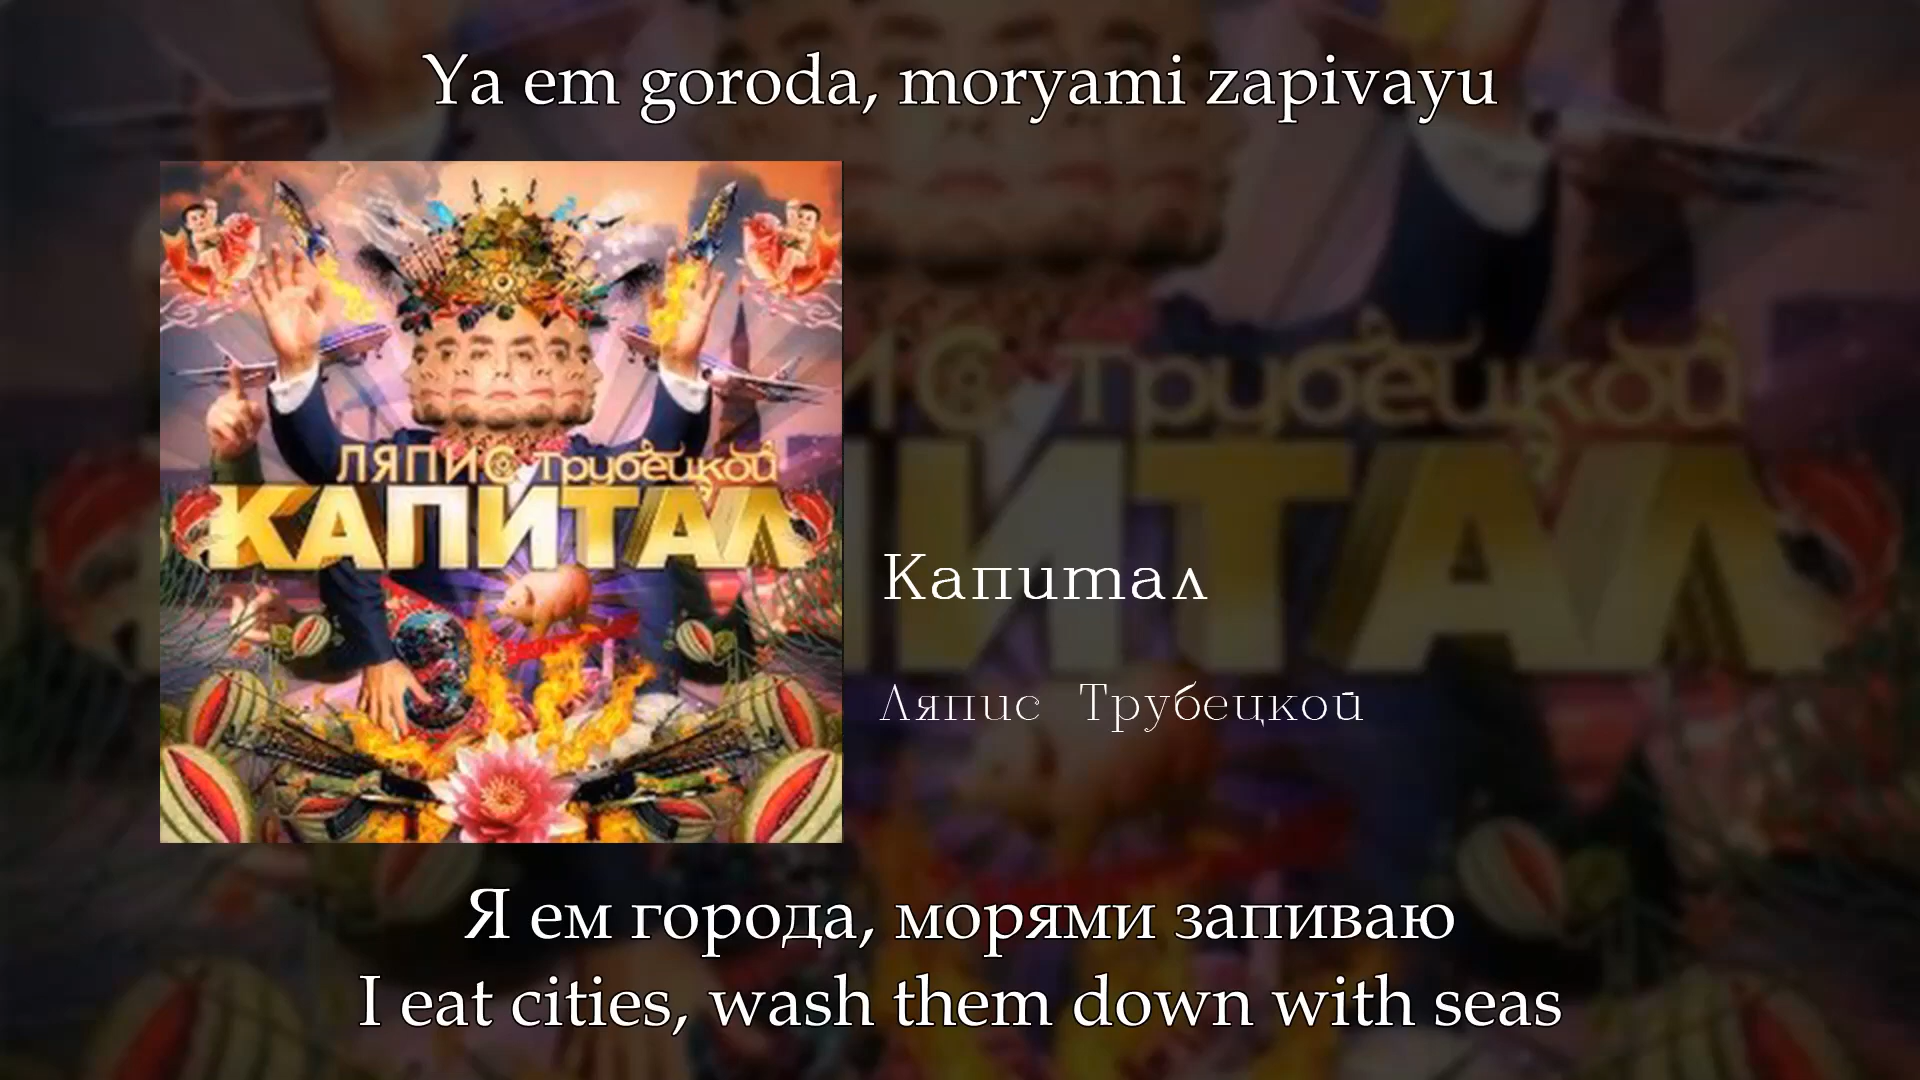 Ya em goroda, moryami zapivayu
ЛЯПИС Трубецкой
КАПИТАЛ
Капитал
Ляпис Трубецкой
Я ем города, морями запиваю
I eat cities, wash them down with seas